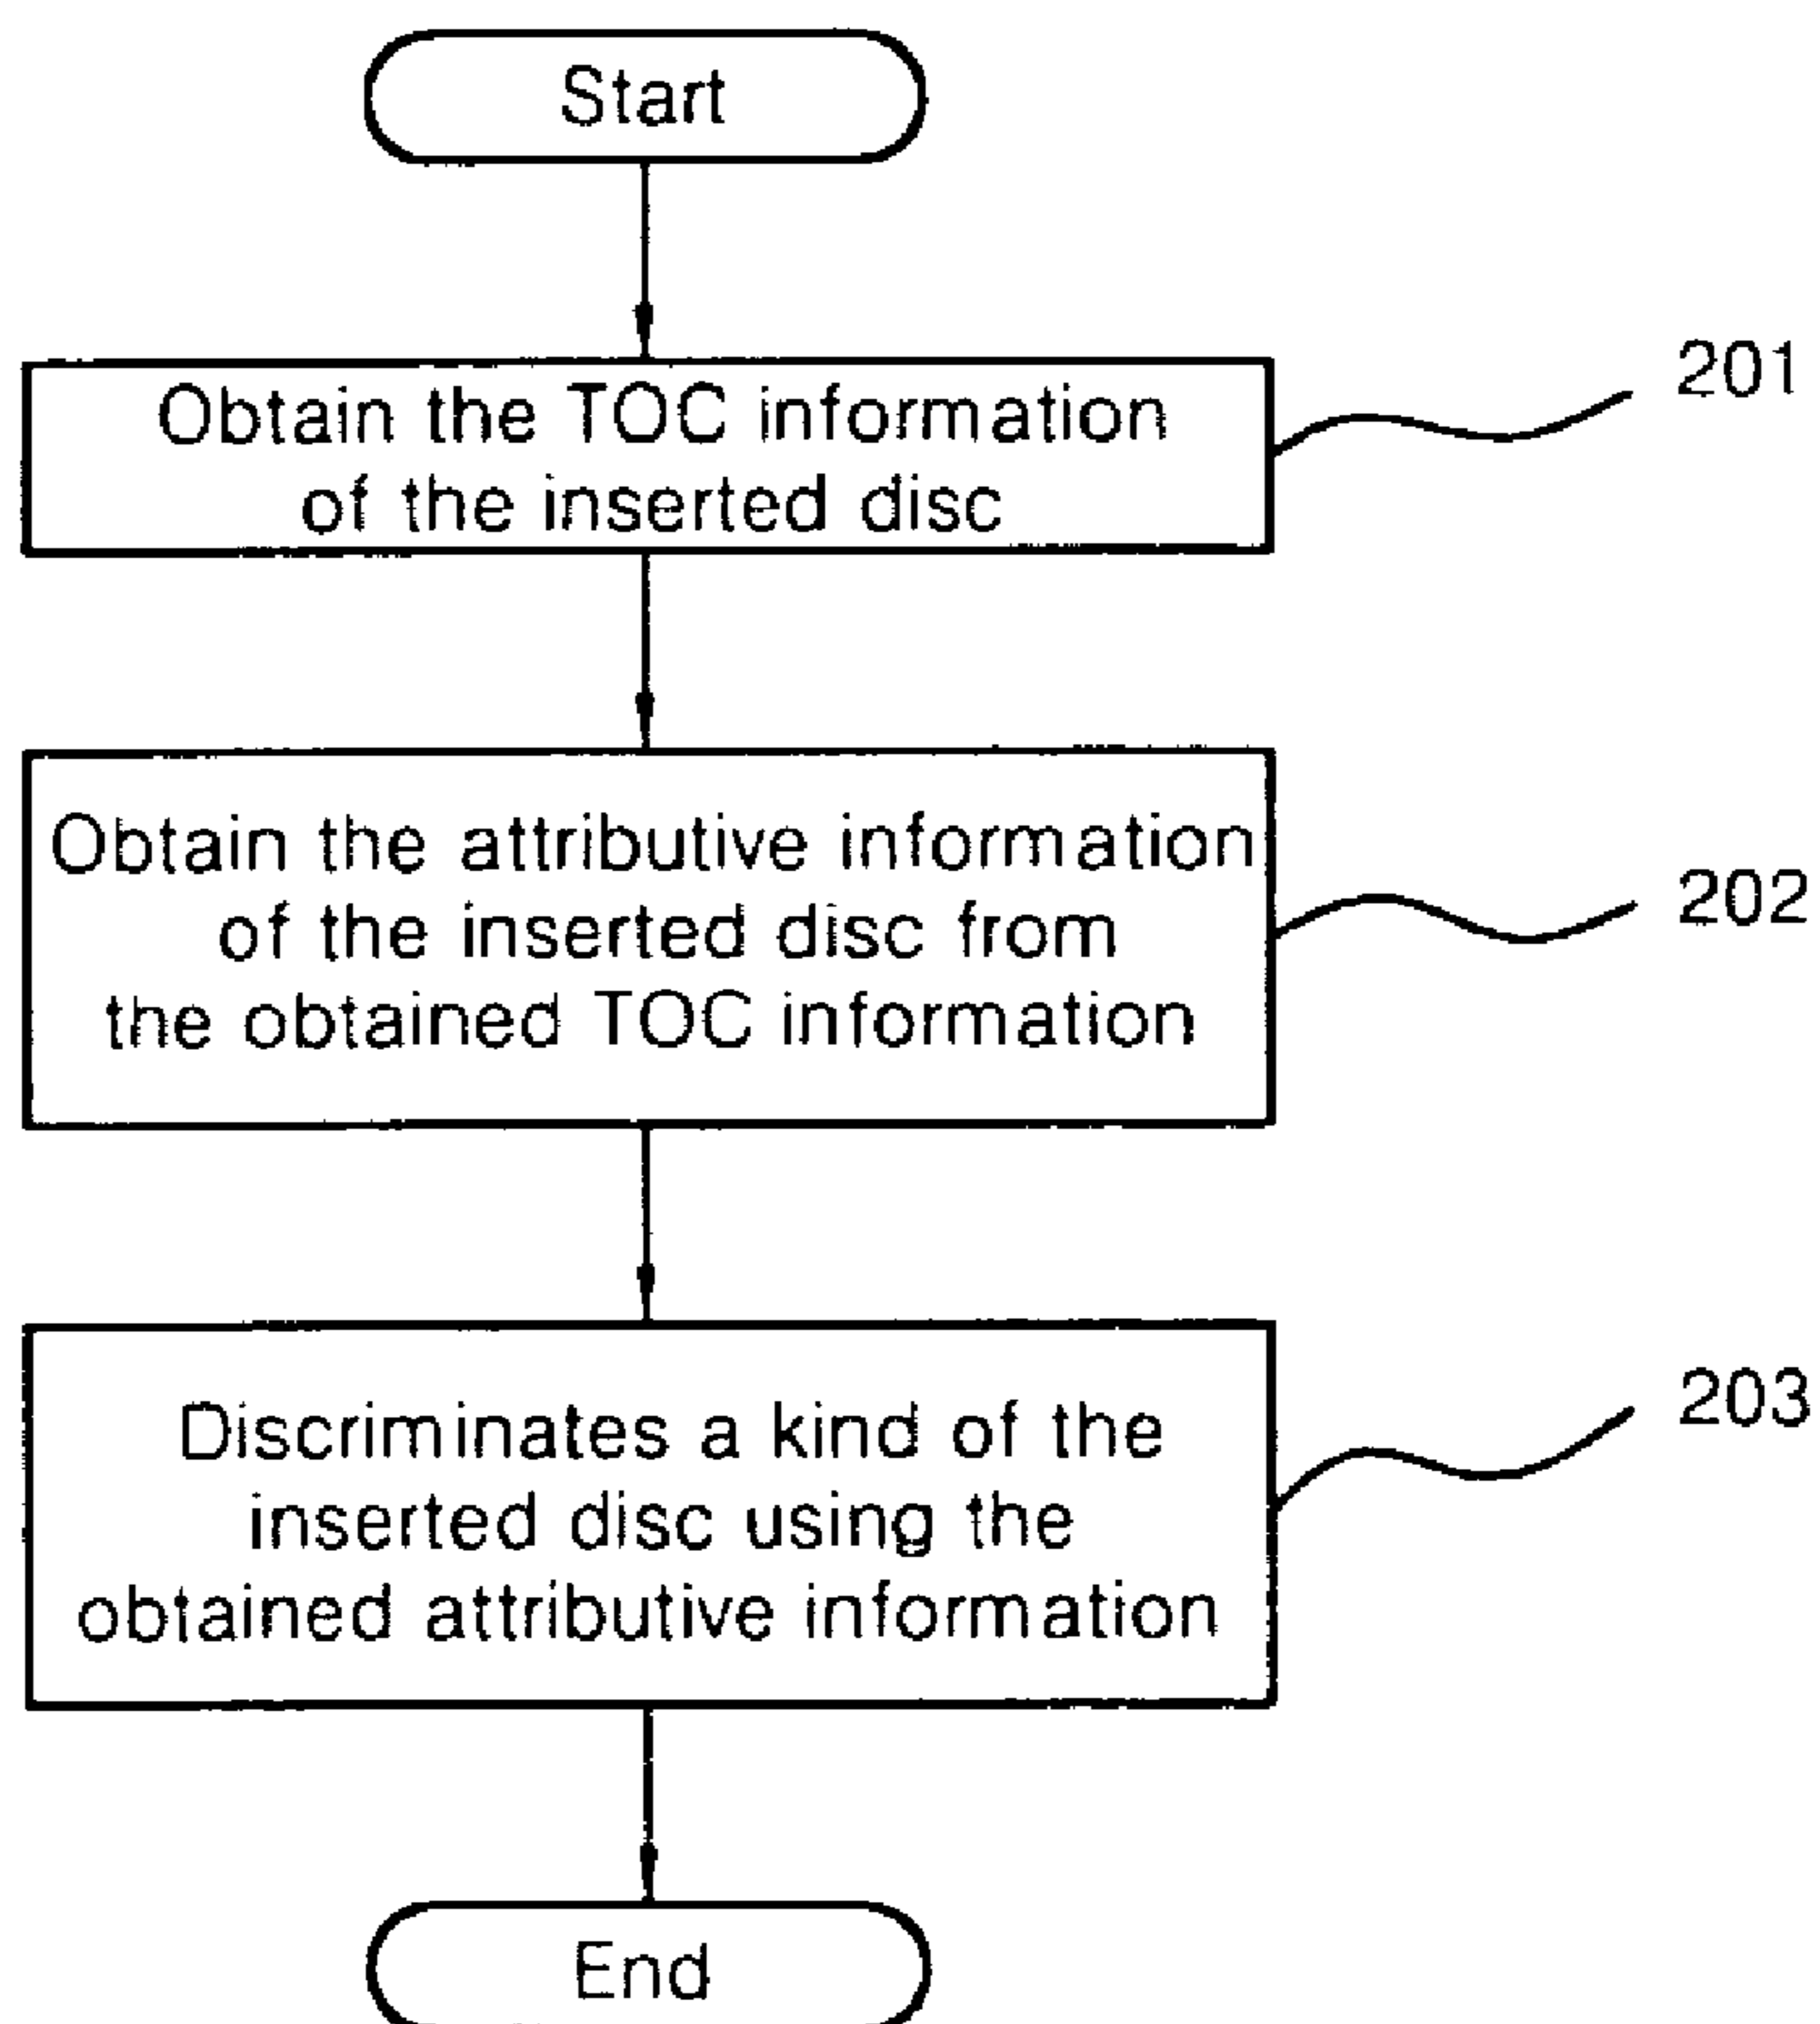 Start
Obtain the TOC information
of the inserted disc
201
Obtain the attributive information
of the inserted disc from
the obtained TOC information
202
Discriminates a kind of the
inserted disc using the
obtained attributive information
203
End